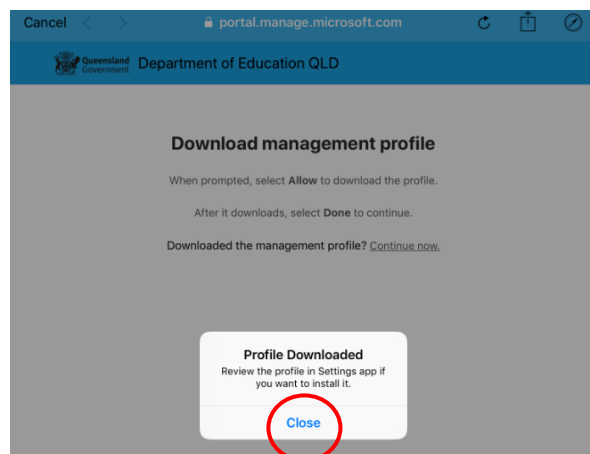 Cancel portal.manage.microsoft.com
Queensland
Government
Department of Education QLD
Download management profile
When prompted, select Allow to download the profile.
After it downloads, select Done to continue.
Downloaded the management profile? Continue now.
Profile Downloaded
Review the profile in Settings app if
you want to install it.
Close